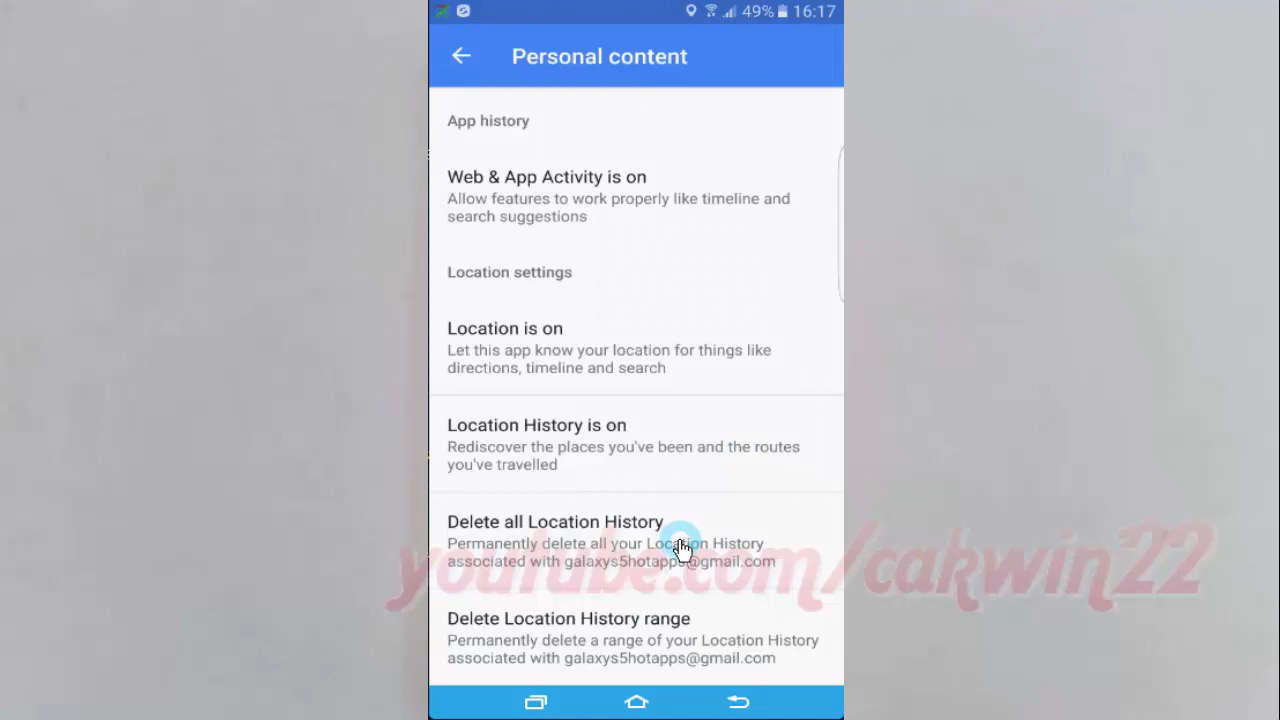 49% 16:17
Personal content
App history
Web & App Activity is on
Allow features to work properly like timeline and
search suggestions
Location settings
Location is on
Let this app know your location for things like
directions, timeline and search
Location History is on
Rediscover the places you've been and the routes
you've travelled
Delete all Location History
Permanently delete all your Location History
associated with galaxys5hotapps@gmail.com
youtube.com/cakwin22
Delete Location History range
Permanently delete a range of your Location History
associated with galaxys5hotapps@gmail.com